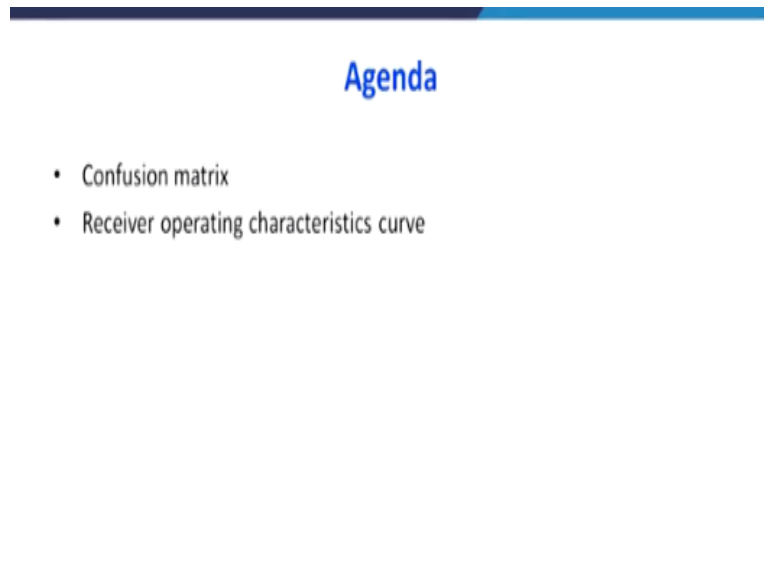 Agenda
• Confusion matrix
• Receiver operating characteristics curve